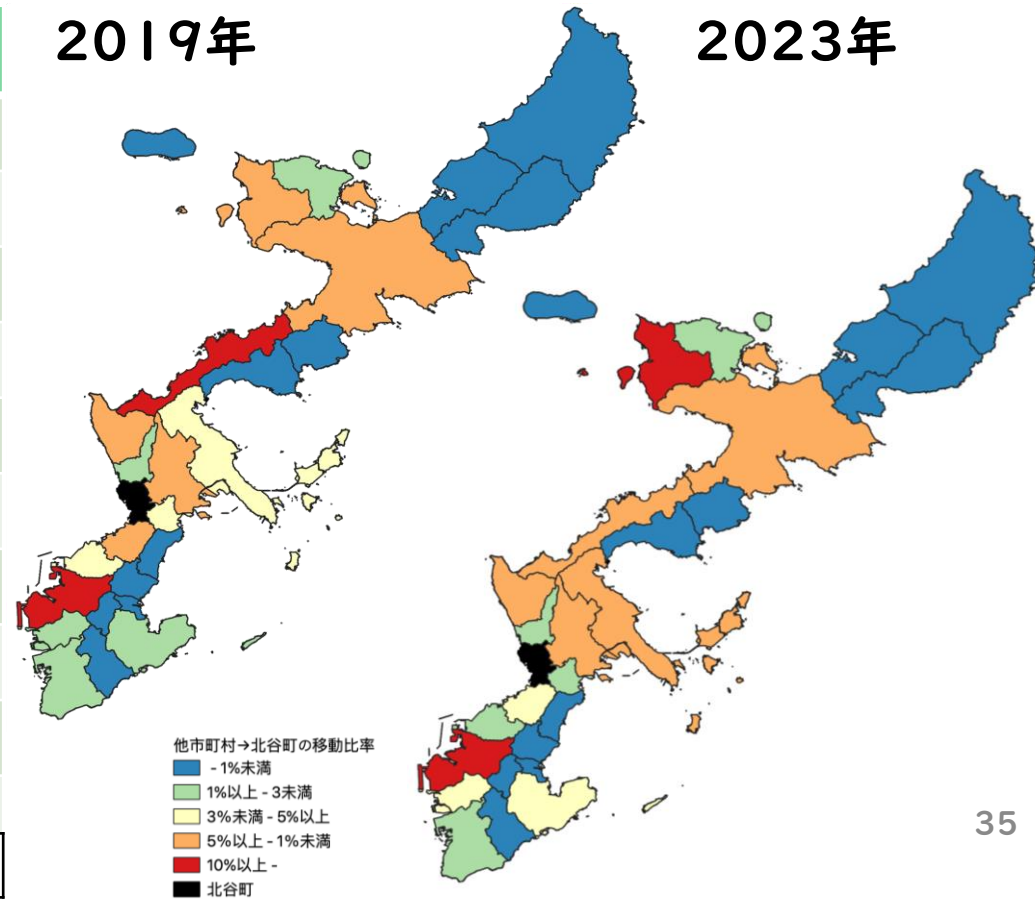 2019年
2023年
他市町村→北谷町の移動比率
- 1%未満
1%以上 - 3未満
3%未満 - 5%以上
5%以上 - 1%未満
10%以上 -
北谷町
35